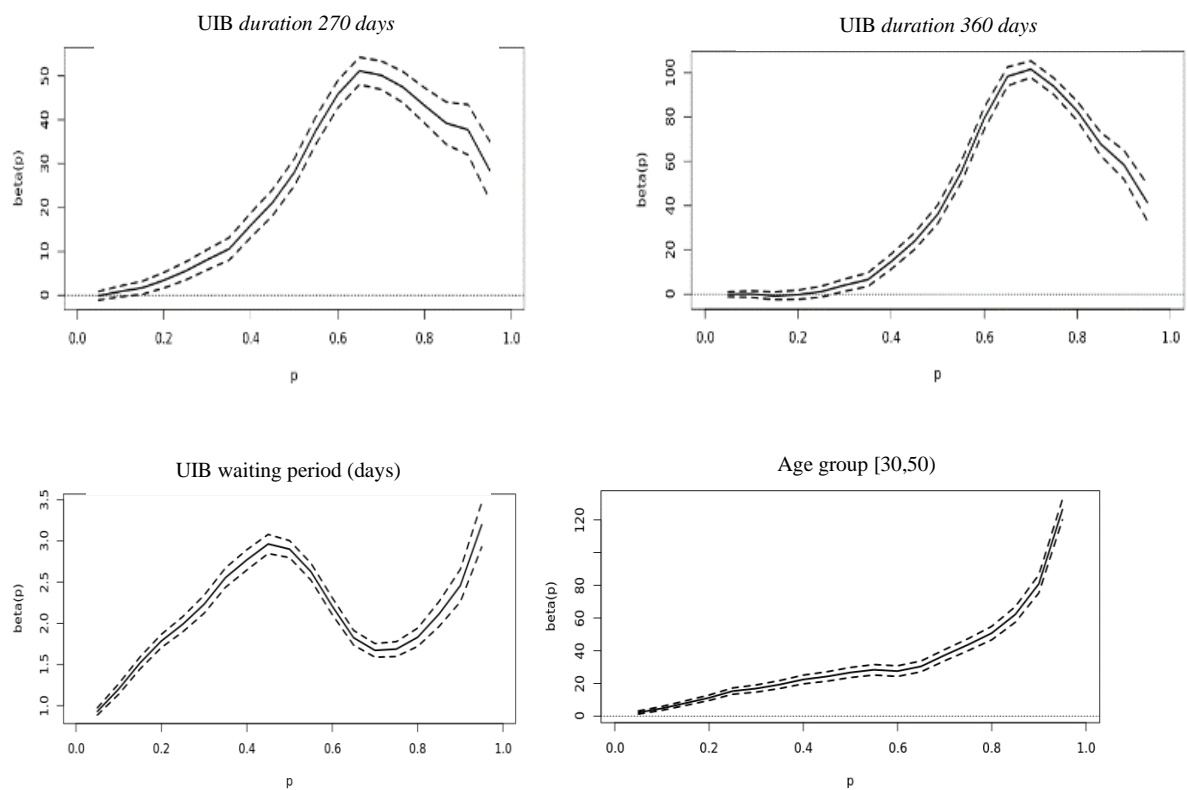 UIB duration 270 days
beta(p)
50
40
30
20
10
0
0.0 0.2 0.4 0.6 0.8 1.0
p
UIB duration 360 days
beta(p)
100
80
60
40
20
0
0.0 0.2 0.4 0.6 0.8 1.0
p
UIB waiting period (days)
beta(p)
3.5
3.0
2.5
2.0
1.5
1.0
0.0 0.2 0.4 0.6 0.8 1.0
p
Age group [30,50)
beta(p)
120
80
60
40
20
0
0.0 0.2 0.4 0.6 0.8 1.0
p